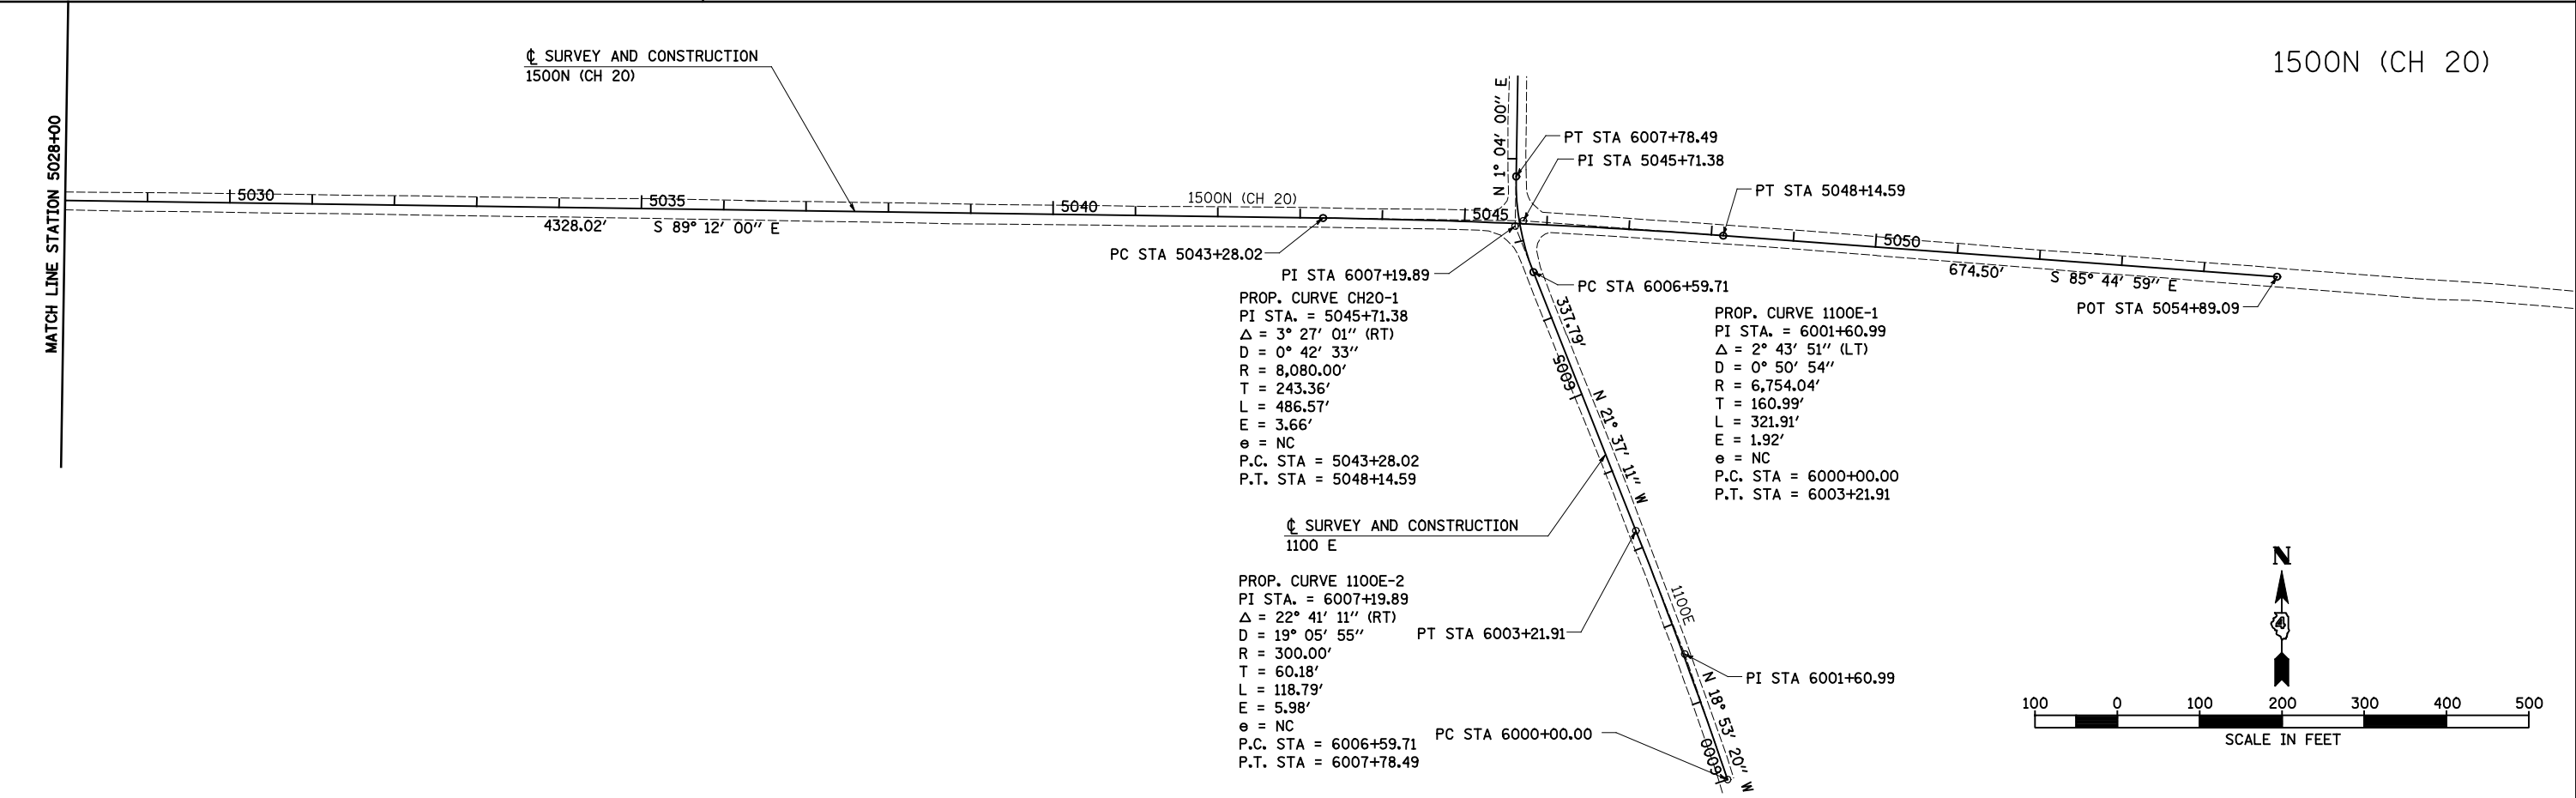 1500N (CH 20)
℄ SURVEY AND CONSTRUCTION
1500N (CH 20)
MATCH LINE STATION 5028+00
5030
5035
5040
5045
5050
4328.02′
S 89° 12′ 00″ E
1500N (CH 20)
N 1° 04′ 00″ E
PT STA 6007+78.49
PI STA 5045+71.38
PT STA 5048+14.59
PC STA 5043+28.02
PI STA 6007+19.89
PC STA 6006+59.71
674.50′
S 85° 44′ 59″ E
POT STA 5054+89.09
PROP. CURVE CH20-1
PI STA. = 5045+71.38
Δ = 3° 27′ 01″ (RT)
D = 0° 42′ 33″
R = 8,080.00′
T = 243.36′
L = 486.57′
E = 3.66′
e = NC
P.C. STA = 5043+28.02
P.T. STA = 5048+14.59
337.79′
6005
N 21° 37′ 11″ W
PROP. CURVE 1100E-1
PI STA. = 6001+60.99
Δ = 2° 43′ 51″ (LT)
D = 0° 50′ 54″
R = 6,754.04′
T = 160.99′
L = 321.91′
E = 1.92′
e = NC
P.C. STA = 6000+00.00
P.T. STA = 6003+21.91
℄ SURVEY AND CONSTRUCTION
1100 E
PROP. CURVE 1100E-2
PI STA. = 6007+19.89
Δ = 22° 41′ 11″ (RT)
D = 19° 05′ 55″
R = 300.00′
T = 60.18′
L = 118.79′
E = 5.98′
e = NC
P.C. STA = 6006+59.71
P.T. STA = 6007+78.49
PT STA 6003+21.91
1100E
PI STA 6001+60.99
N 18° 53′ 20″ W
PC STA 6000+00.00
6000
N
4
100 0 100 200 300 400 500
SCALE IN FEET